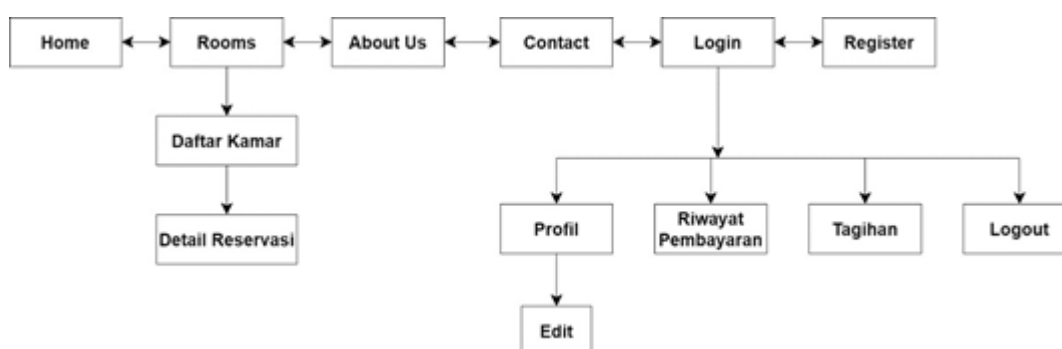 Home
Rooms
About Us
Contact
Login
Register
Daftar Kamar
Detail Reservasi
Profil
Riwayat
Pembayaran
Tagihan
Logout
Edit